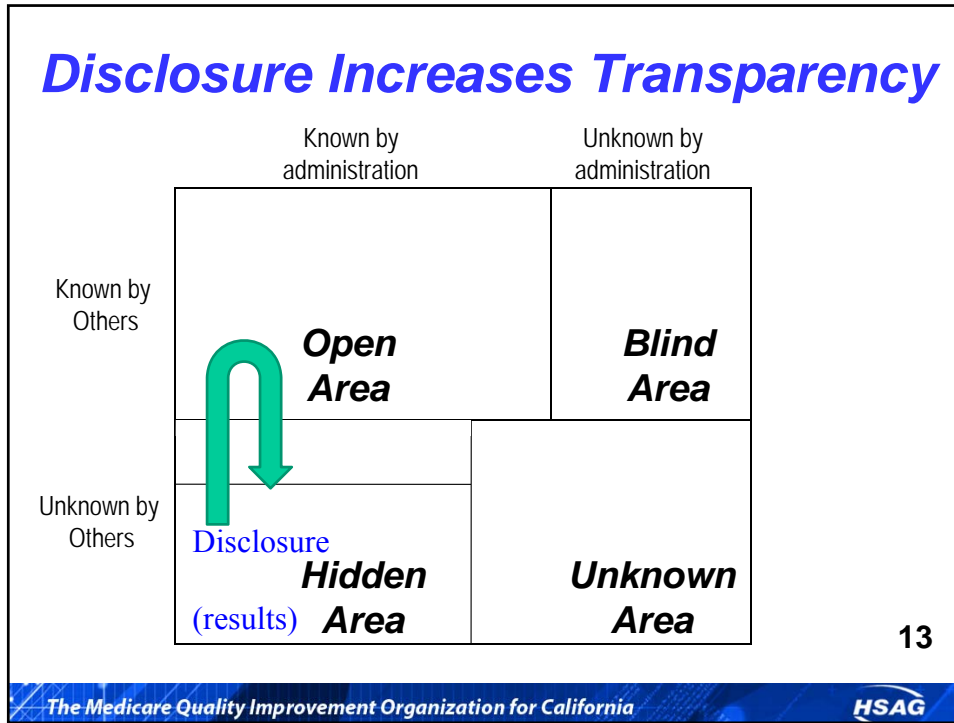 Disclosure Increases Transparency
Known by
administration
Unknown by
administration
Known by
Others
Open
Area
Blind
Area
Unknown by
Others
Disclosure
(results)
Hidden
Area
Unknown
Area
13
The Medicare Quality Improvement Organization for California
HSAG